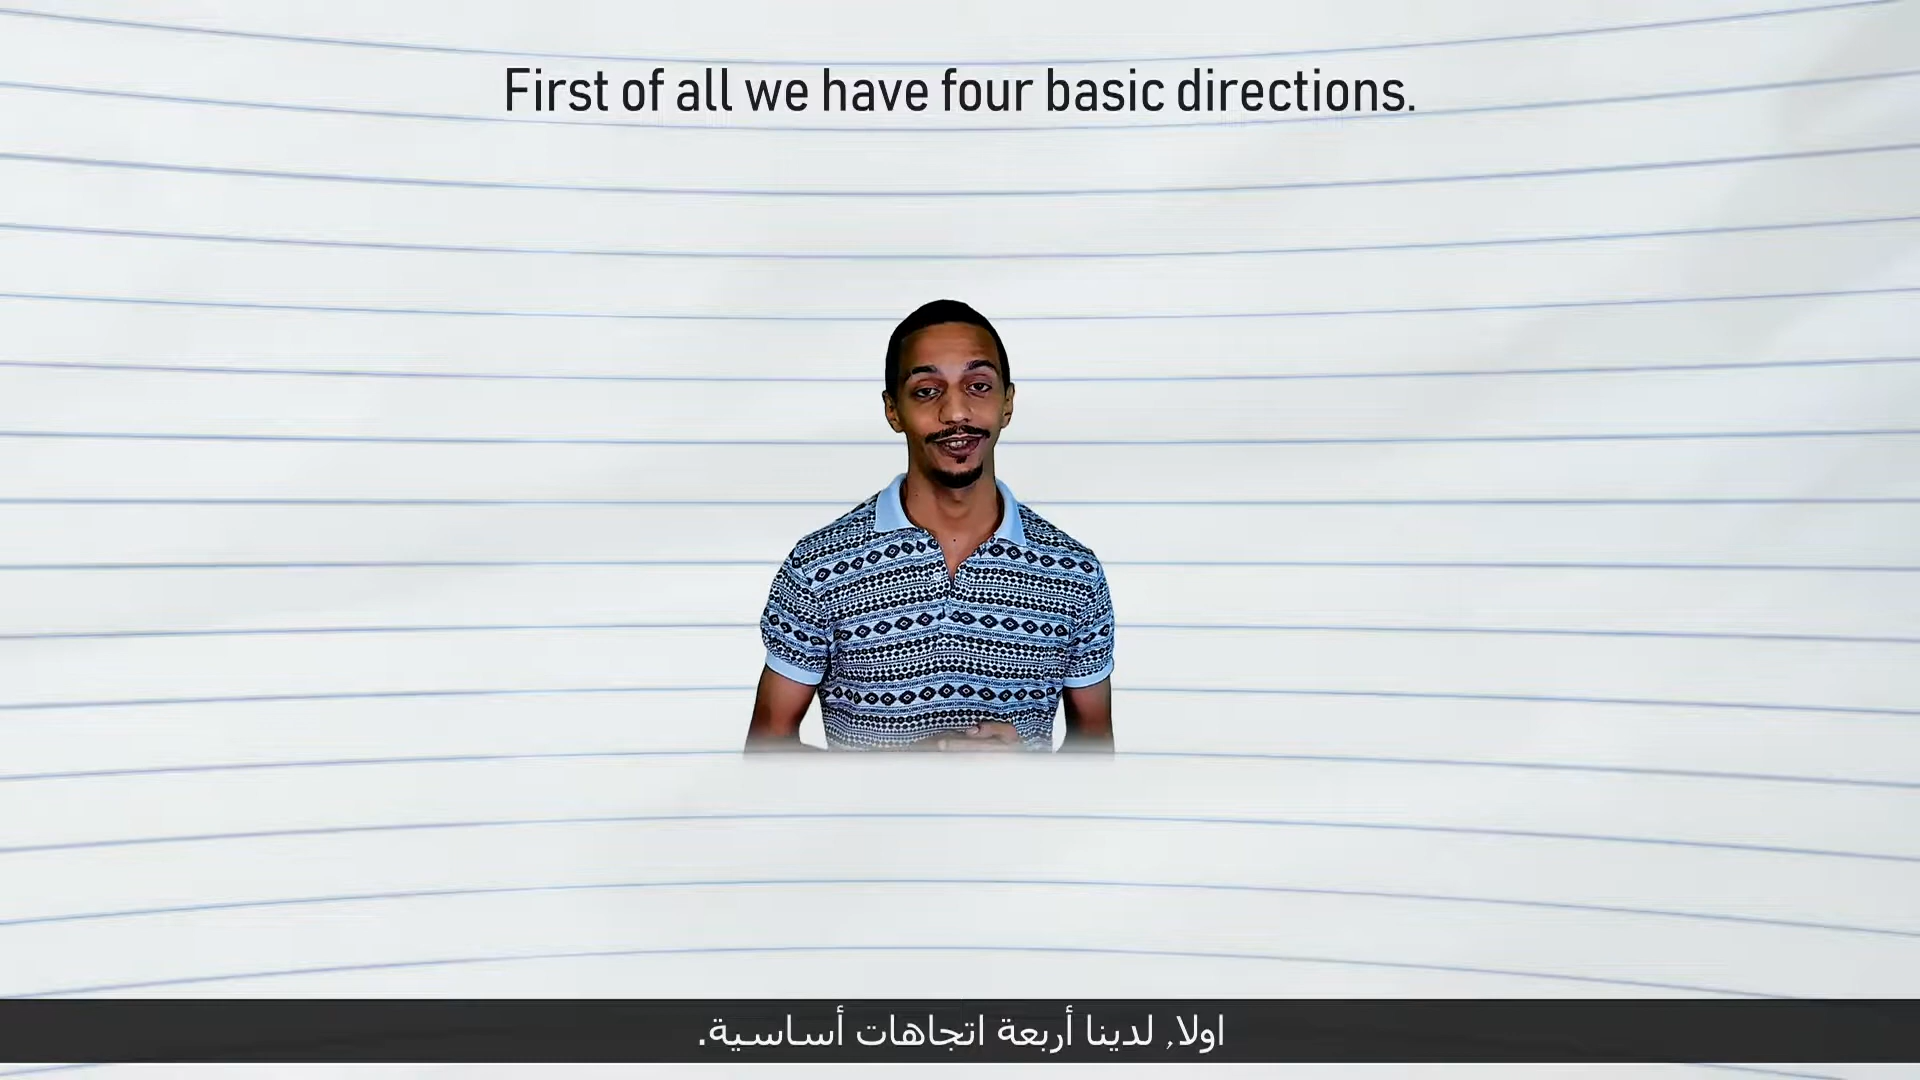 First of all we have four basic directions.
اولا, لدينا أربعة اتجاهات أساسية.